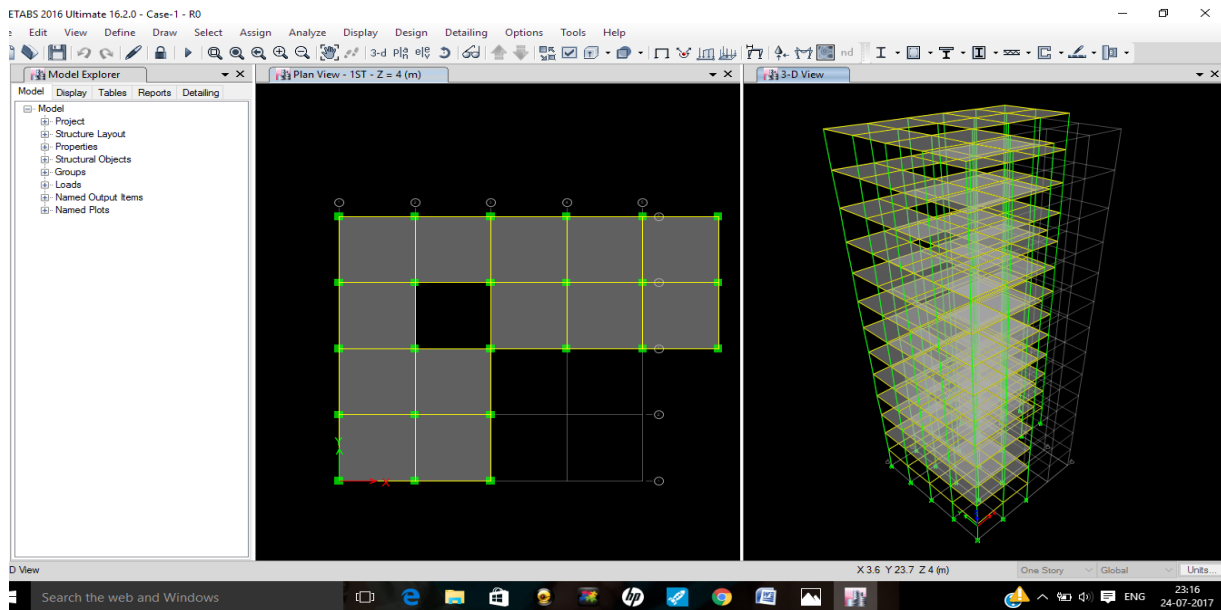 ETABS 2016 Ultimate 16.2.0 - Case-1 - R0
e Edit View Define Draw Select Assign Analyze Display Design Detailing Options Tools Help
3-d nd
Model Explorer
Model Display Tables Reports Detailing
Model
Project
Structure Layout
Properties
Structural Objects
Groups
Loads
Named Output Items
Named Plots
Plan View - 1ST - Z = 4 (m)
Y
X
3-D View
D View
X 3.6 Y 23.7 Z 4 (m)
One Story
Global
Units...
Search the web and Windows
ENG
23:16
24-07-2017